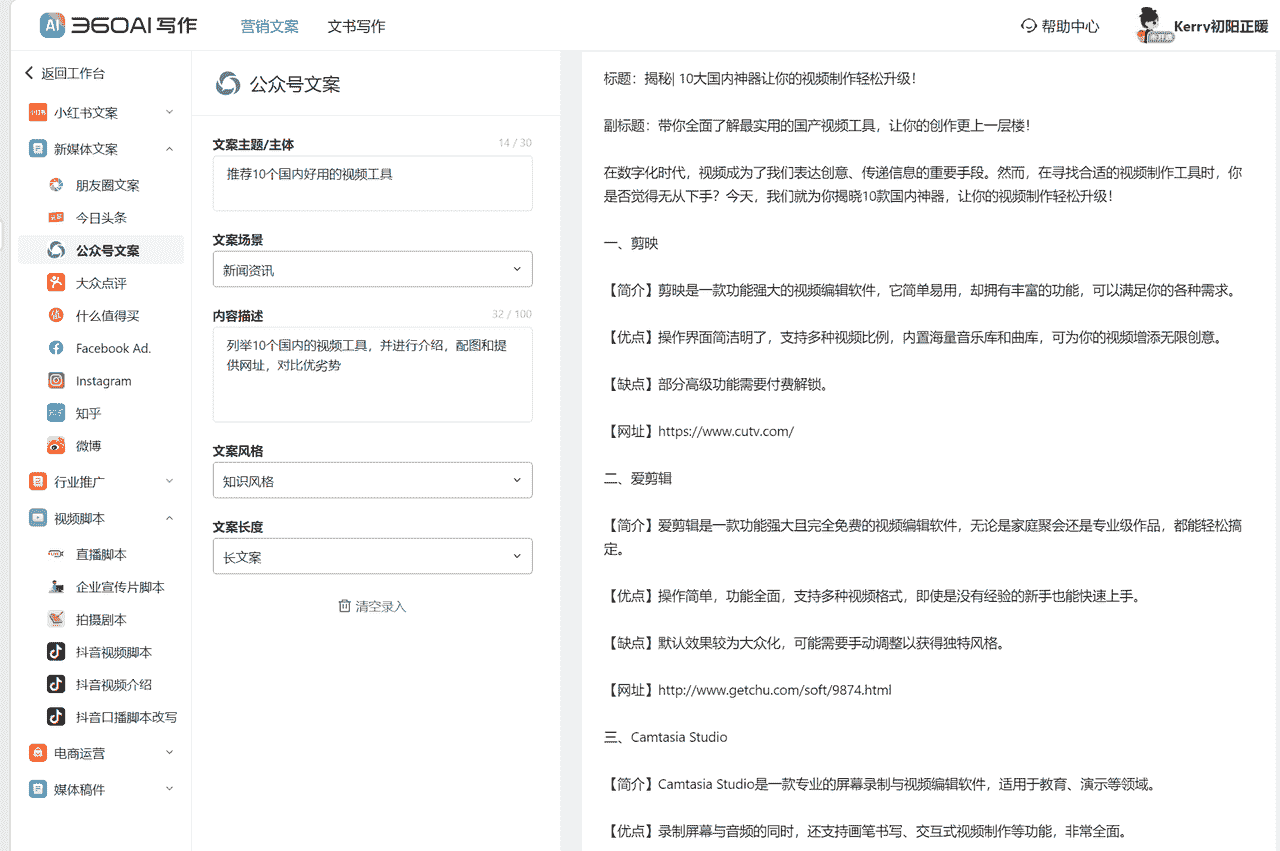 AI 360AI 写作
营销文案
文书写作
帮助中心
Kerry初阳正暖
返回工作台
小红书文案
新媒体文案
朋友圈文案
今日头条
公众号文案
大众点评
什么值得买
Facebook Ad.
Instagram
知乎
微博
行业推广
视频脚本
直播脚本
企业宣传片脚本
拍摄剧本
抖音视频脚本
抖音视频介绍
抖音口播脚本改写
电商运营
媒体稿件
公众号文案
文案主题/主体
14 / 30
推荐10个国内好用的视频工具
文案场景
新闻资讯
内容描述
32 / 100
列举10个国内的视频工具，并进行介绍，配图和提
供网址，对比优劣势
文案风格
知识风格
文案长度
长文案
清空录入
标题：揭秘| 10大国内神器让你的视频制作轻松升级！
副标题：带你全面了解最实用的国产视频工具，让你的创作更上一层楼！
在数字化时代，视频成为了我们表达创意、传递信息的重要手段。然而，在寻找合适的视频制作工具时，你
是否觉得无从下手？今天，我们就为你揭晓10款国内神器，让你的视频制作轻松升级！
一、剪映
【简介】剪映是一款功能强大的视频编辑软件，它简单易用，却拥有丰富的功能，可以满足你的各种需求。
【优点】操作界面简洁明了，支持多种视频比例，内置海量音乐库和曲库，可为你的视频增添无限创意。
【缺点】部分高级功能需要付费解锁。
【网址】https://www.cutv.com/
二、爱剪辑
【简介】爱剪辑是一款功能强大且完全免费的视频编辑软件，无论是家庭聚会还是专业级作品，都能轻松搞
定。
【优点】操作简单，功能全面，支持多种视频格式，即使是没有经验的新手也能快速上手。
【缺点】默认效果较为大众化，可能需要手动调整以获得独特风格。
【网址】http://www.getchu.com/soft/9874.html
三、Camtasia Studio
【简介】Camtasia Studio是一款专业的屏幕录制与视频编辑软件，适用于教育、演示等领域。
【优点】录制屏幕与音频的同时，还支持画笔书写、交互式视频制作等功能，非常全面。